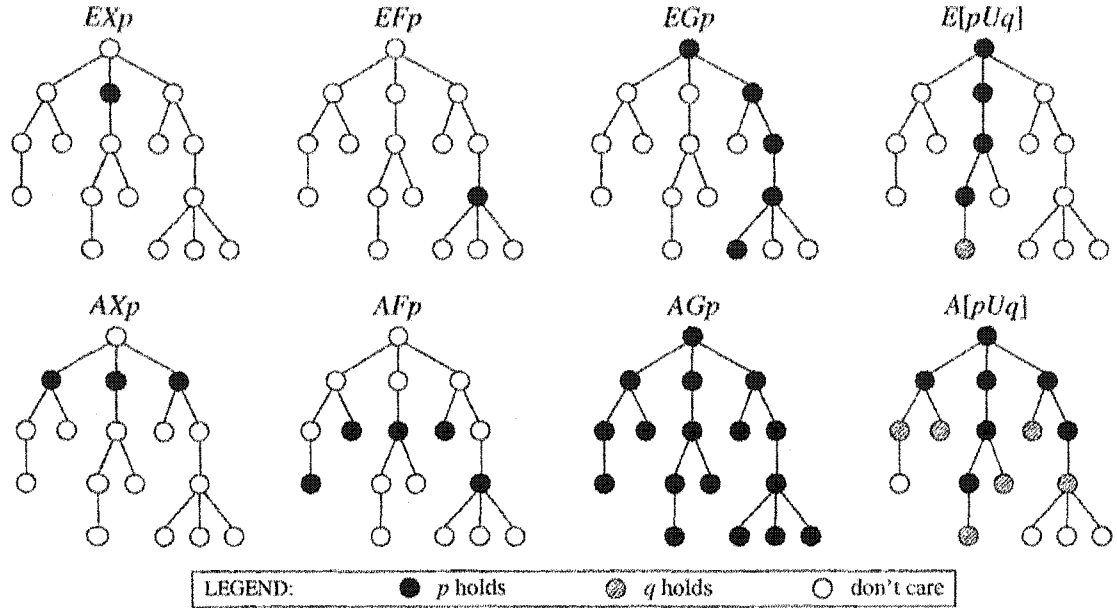 EXp EFp EGp E[pUq]
AXp AFp AGp A[pUq]
LEGEND: p holds q holds don't care